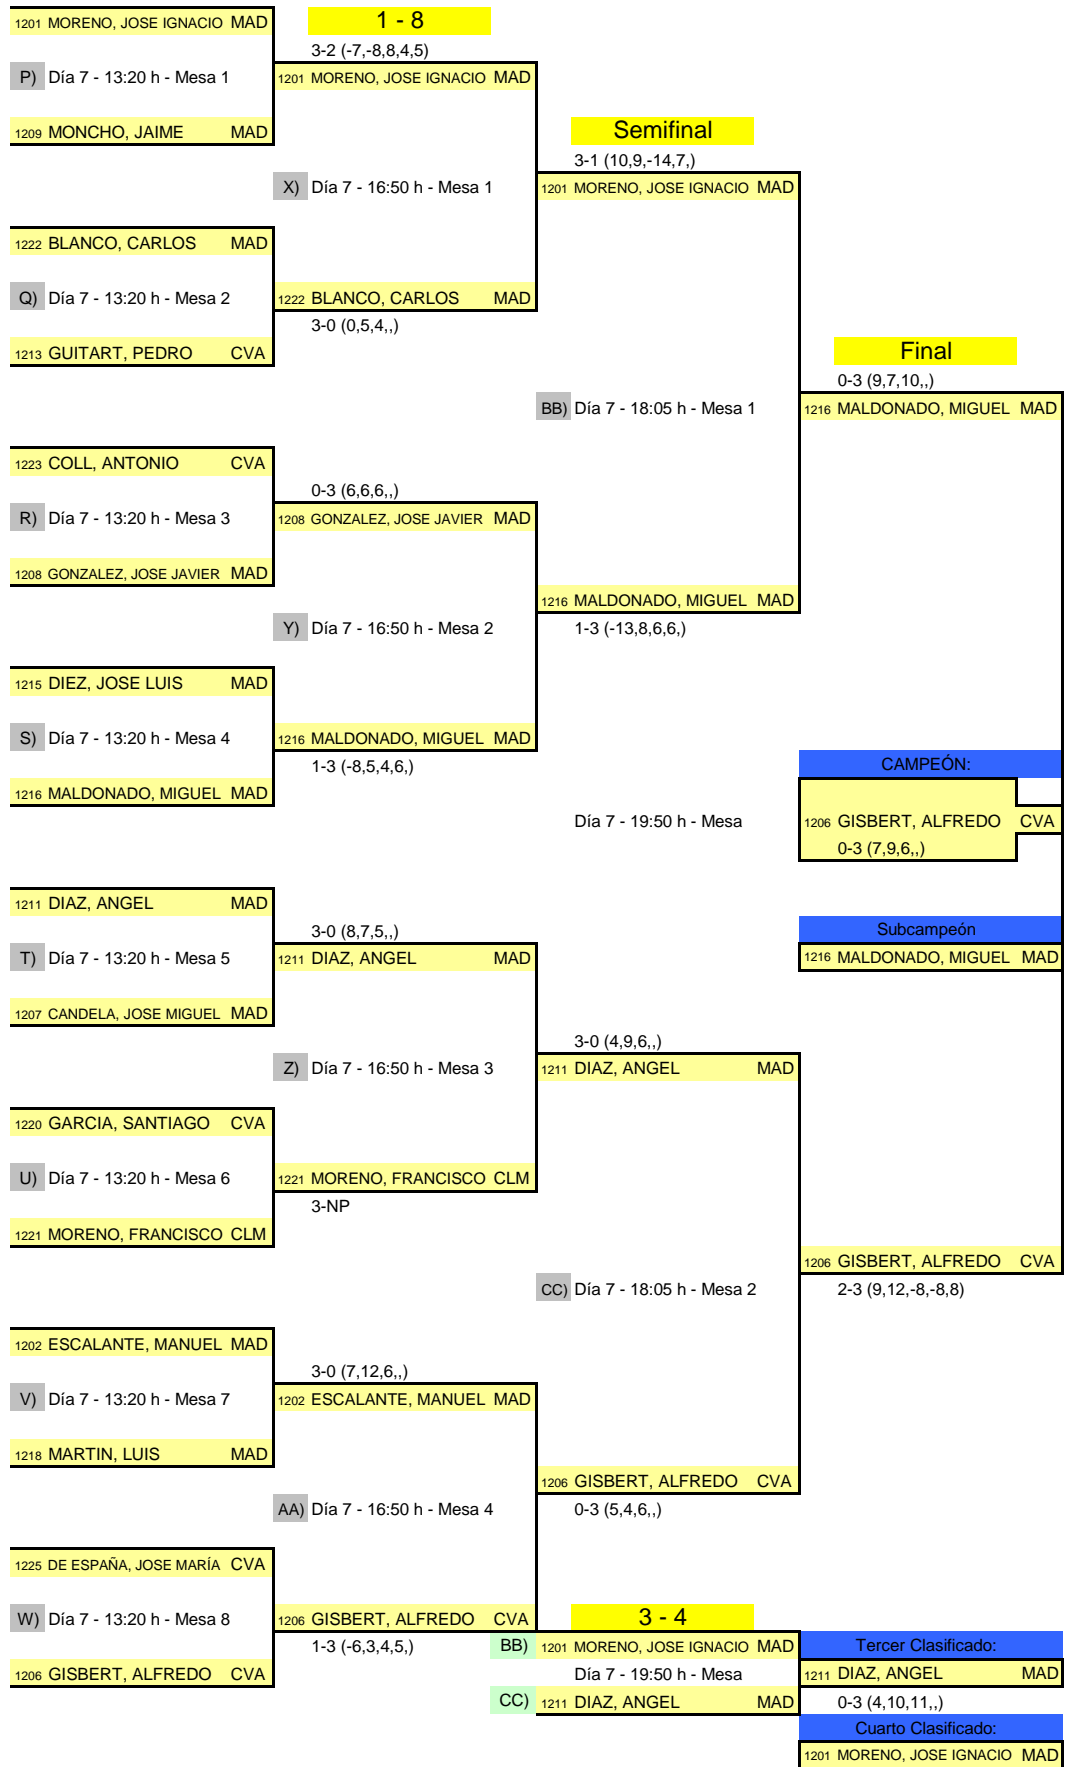 1201 MORENO, JOSE IGNACIO MAD
1 - 8
3-2 (-7,-8,8,4,5)
P) Día 7 - 13:20 h - Mesa 1
1201 MORENO, JOSE IGNACIO MAD
1209 MONCHO, JAIME MAD
Semifinal
3-1 (10,9,-14,7,)
X) Día 7 - 16:50 h - Mesa 1
1201 MORENO, JOSE IGNACIO MAD
1222 BLANCO, CARLOS MAD
Q) Día 7 - 13:20 h - Mesa 2
1222 BLANCO, CARLOS MAD
3-0 (0,5,4,,)
1213 GUITART, PEDRO CVA
Final
0-3 (9,7,10,,)
BB) Día 7 - 18:05 h - Mesa 1
1216 MALDONADO, MIGUEL MAD
1223 COLL, ANTONIO CVA
0-3 (6,6,6,,)
R) Día 7 - 13:20 h - Mesa 3
1208 GONZALEZ, JOSE JAVIER MAD
1208 GONZALEZ, JOSE JAVIER MAD
1216 MALDONADO, MIGUEL MAD
Y) Día 7 - 16:50 h - Mesa 2
1-3 (-13,8,6,6,)
1215 DIEZ, JOSE LUIS MAD
S) Día 7 - 13:20 h - Mesa 4
1216 MALDONADO, MIGUEL MAD
1-3 (-8,5,4,6,)
CAMPEÓN:
1216 MALDONADO, MIGUEL MAD
Día 7 - 19:50 h - Mesa
1206 GISBERT, ALFREDO CVA
0-3 (7,9,6,,)
1211 DIAZ, ANGEL MAD
3-0 (8,7,5,,)
Subcampeón
T) Día 7 - 13:20 h - Mesa 5
1211 DIAZ, ANGEL MAD
1216 MALDONADO, MIGUEL MAD
1207 CANDELA, JOSE MIGUEL MAD
3-0 (4,9,6,,)
Z) Día 7 - 16:50 h - Mesa 3
1211 DIAZ, ANGEL MAD
1220 GARCIA, SANTIAGO CVA
U) Día 7 - 13:20 h - Mesa 6
1221 MORENO, FRANCISCO CLM
3-NP
1221 MORENO, FRANCISCO CLM
1206 GISBERT, ALFREDO CVA
CC) Día 7 - 18:05 h - Mesa 2
2-3 (9,12,-8,-8,8)
1202 ESCALANTE, MANUEL MAD
3-0 (7,12,6,,)
V) Día 7 - 13:20 h - Mesa 7
1202 ESCALANTE, MANUEL MAD
1218 MARTIN, LUIS MAD
1206 GISBERT, ALFREDO CVA
AA) Día 7 - 16:50 h - Mesa 4
0-3 (5,4,6,,)
1225 DE ESPAÑA, JOSE MARÍA CVA
W) Día 7 - 13:20 h - Mesa 8
1206 GISBERT, ALFREDO CVA
3 - 4
1-3 (-6,3,4,5,)
BB) 1201 MORENO, JOSE IGNACIO MAD
Tercer Clasificado:
1206 GISBERT, ALFREDO CVA
Día 7 - 19:50 h - Mesa
1211 DIAZ, ANGEL MAD
CC) 1211 DIAZ, ANGEL MAD
0-3 (4,10,11,,)
Cuarto Clasificado:
1201 MORENO, JOSE IGNACIO MAD